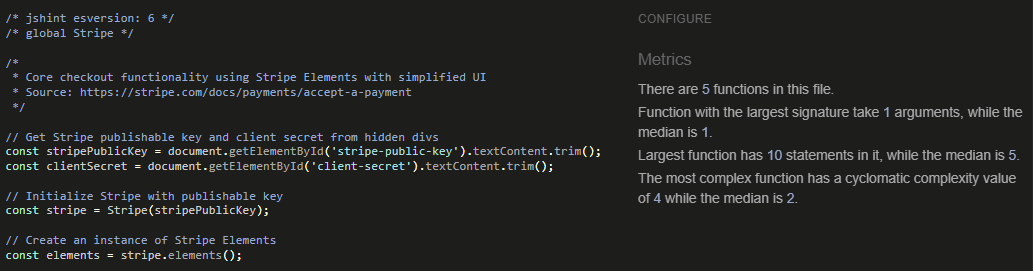 /* jshint esversion: 6 */
/* global Stripe */
/*
 * Core checkout functionality using Stripe Elements with simplified UI
 * Source: https://stripe.com/docs/payments/accept-a-payment
 */
// Get Stripe publishable key and client secret from hidden divs
const stripePublicKey = document.getElementById('stripe-public-key').textContent.trim();
const clientSecret = document.getElementById('client-secret').textContent.trim();
// Initialize Stripe with publishable key
const stripe = Stripe(stripePublicKey);
// Create an instance of Stripe Elements
const elements = stripe.elements();
CONFIGURE
Metrics
There are 5 functions in this file.
Function with the largest signature take 1 arguments, while the
median is 1.
Largest function has 10 statements in it, while the median is 5.
The most complex function has a cyclomatic complexity value
of 4 while the median is 2.